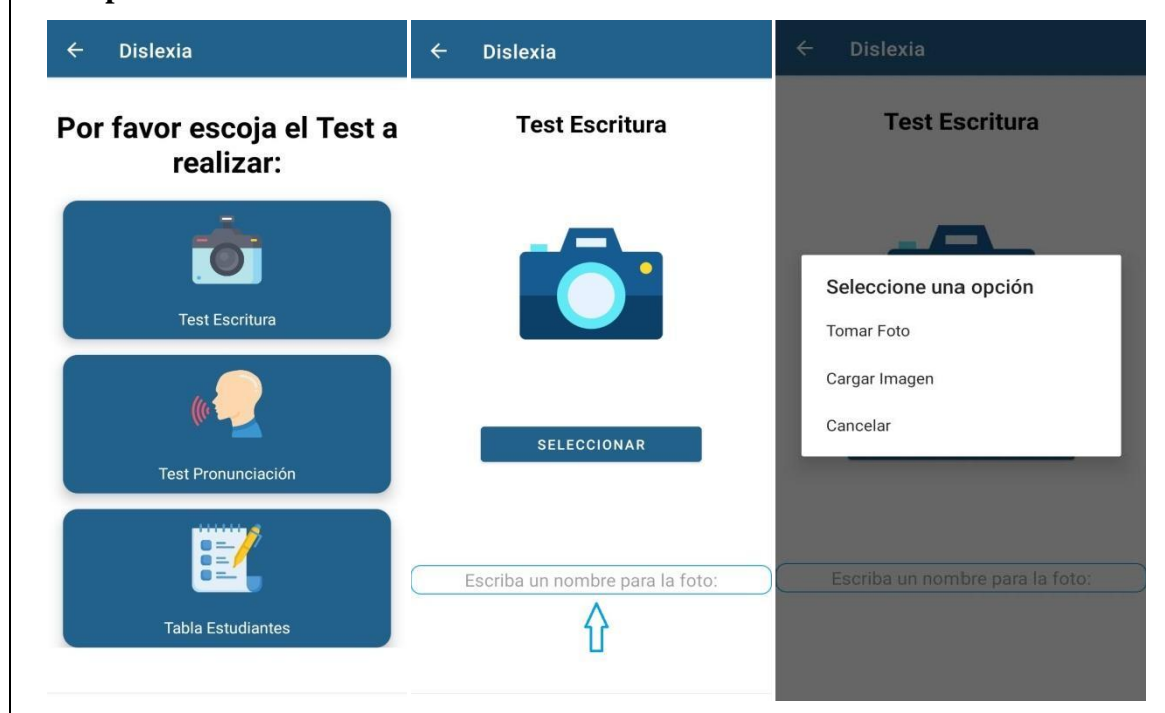 Dislexia
Por favor escoja el Test a
realizar:
Test Escritura
Test Pronunciación
Tabla Estudiantes
Dislexia
Test Escritura
SELECCIONAR
Escriba un nombre para la foto:
Dislexia
Test Escritura
Seleccione una opción
Tomar Foto
Cargar Imagen
Cancelar
Escriba un nombre para la foto: